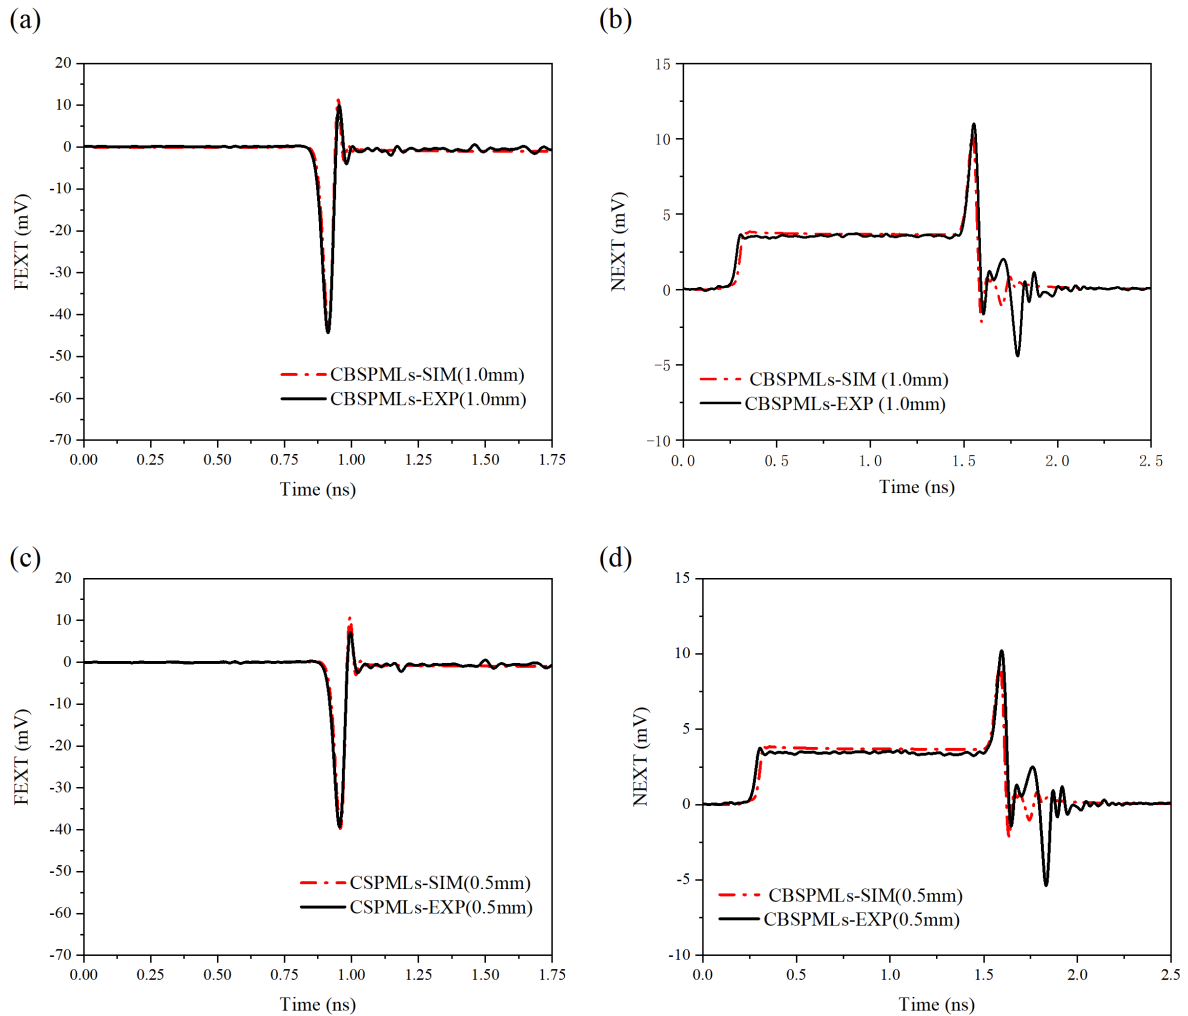 (a)
20
10
0
-10
-20
-30
-40
-50
-60
-70
FEXT (mV)
CBSPMLs-SIM(1.0mm)
CBSPMLs-EXP(1.0mm)
0.00 0.25 0.50 0.75 1.00 1.25 1.50 1.75
Time (ns)
(b)
15
10
5
0
-5
-10
NEXT (mV)
CBSPMLs-SIM (1.0mm)
CBSPMLs-EXP (1.0mm)
0.0 0.5 1.0 1.5 2.0 2.5
Time (ns)
(c)
20
10
0
-10
-20
-30
-40
-50
-60
-70
FEXT (mV)
CSPMLs-SIM(0.5mm)
CSPMLs-EXP(0.5mm)
0.00 0.25 0.50 0.75 1.00 1.25 1.50 1.75
Time (ns)
(d)
15
10
5
0
-5
-10
NEXT (mV)
CBSPMLs-SIM(0.5mm)
CBSPMLs-EXP(0.5mm)
0.0 0.5 1.0 1.5 2.0 2.5
Time (ns)